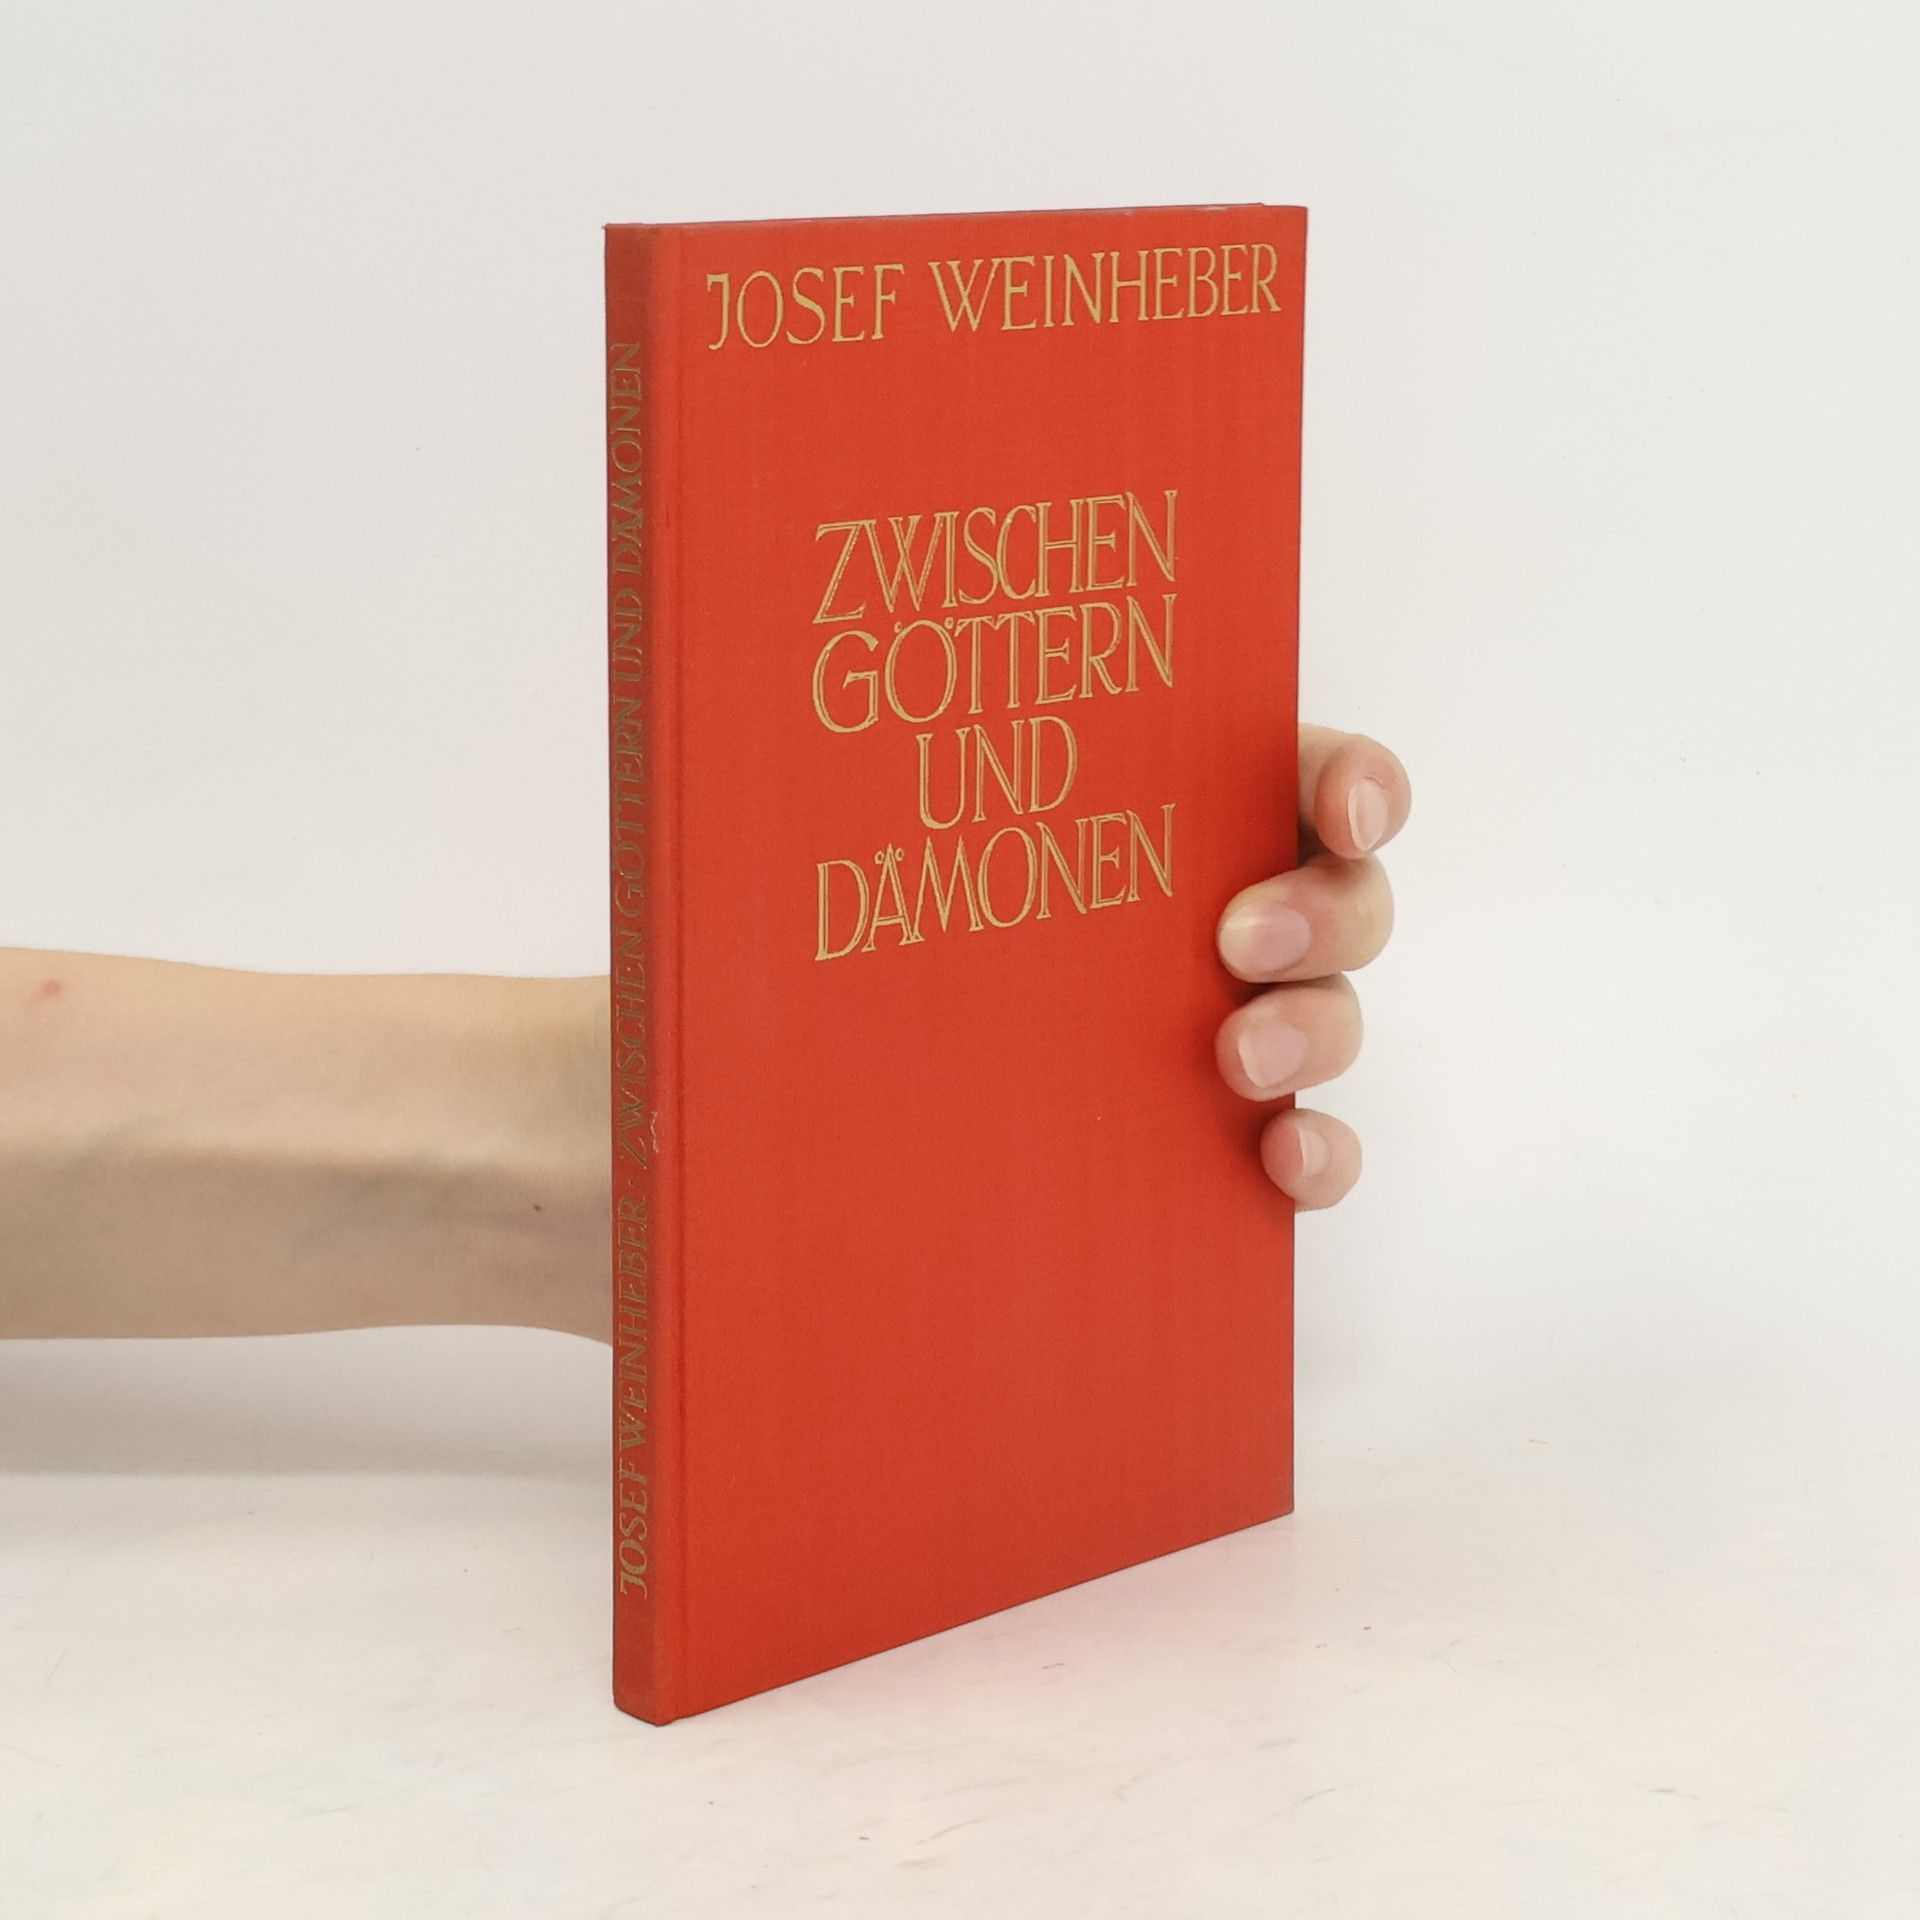 JOSEF WEINHEBER
ZWISCHEN
GÖTTERN
UND
DÄMONEN
JOSEF WEINHEBER · ZWISCHEN GÖTTERN UND DÄMONEN